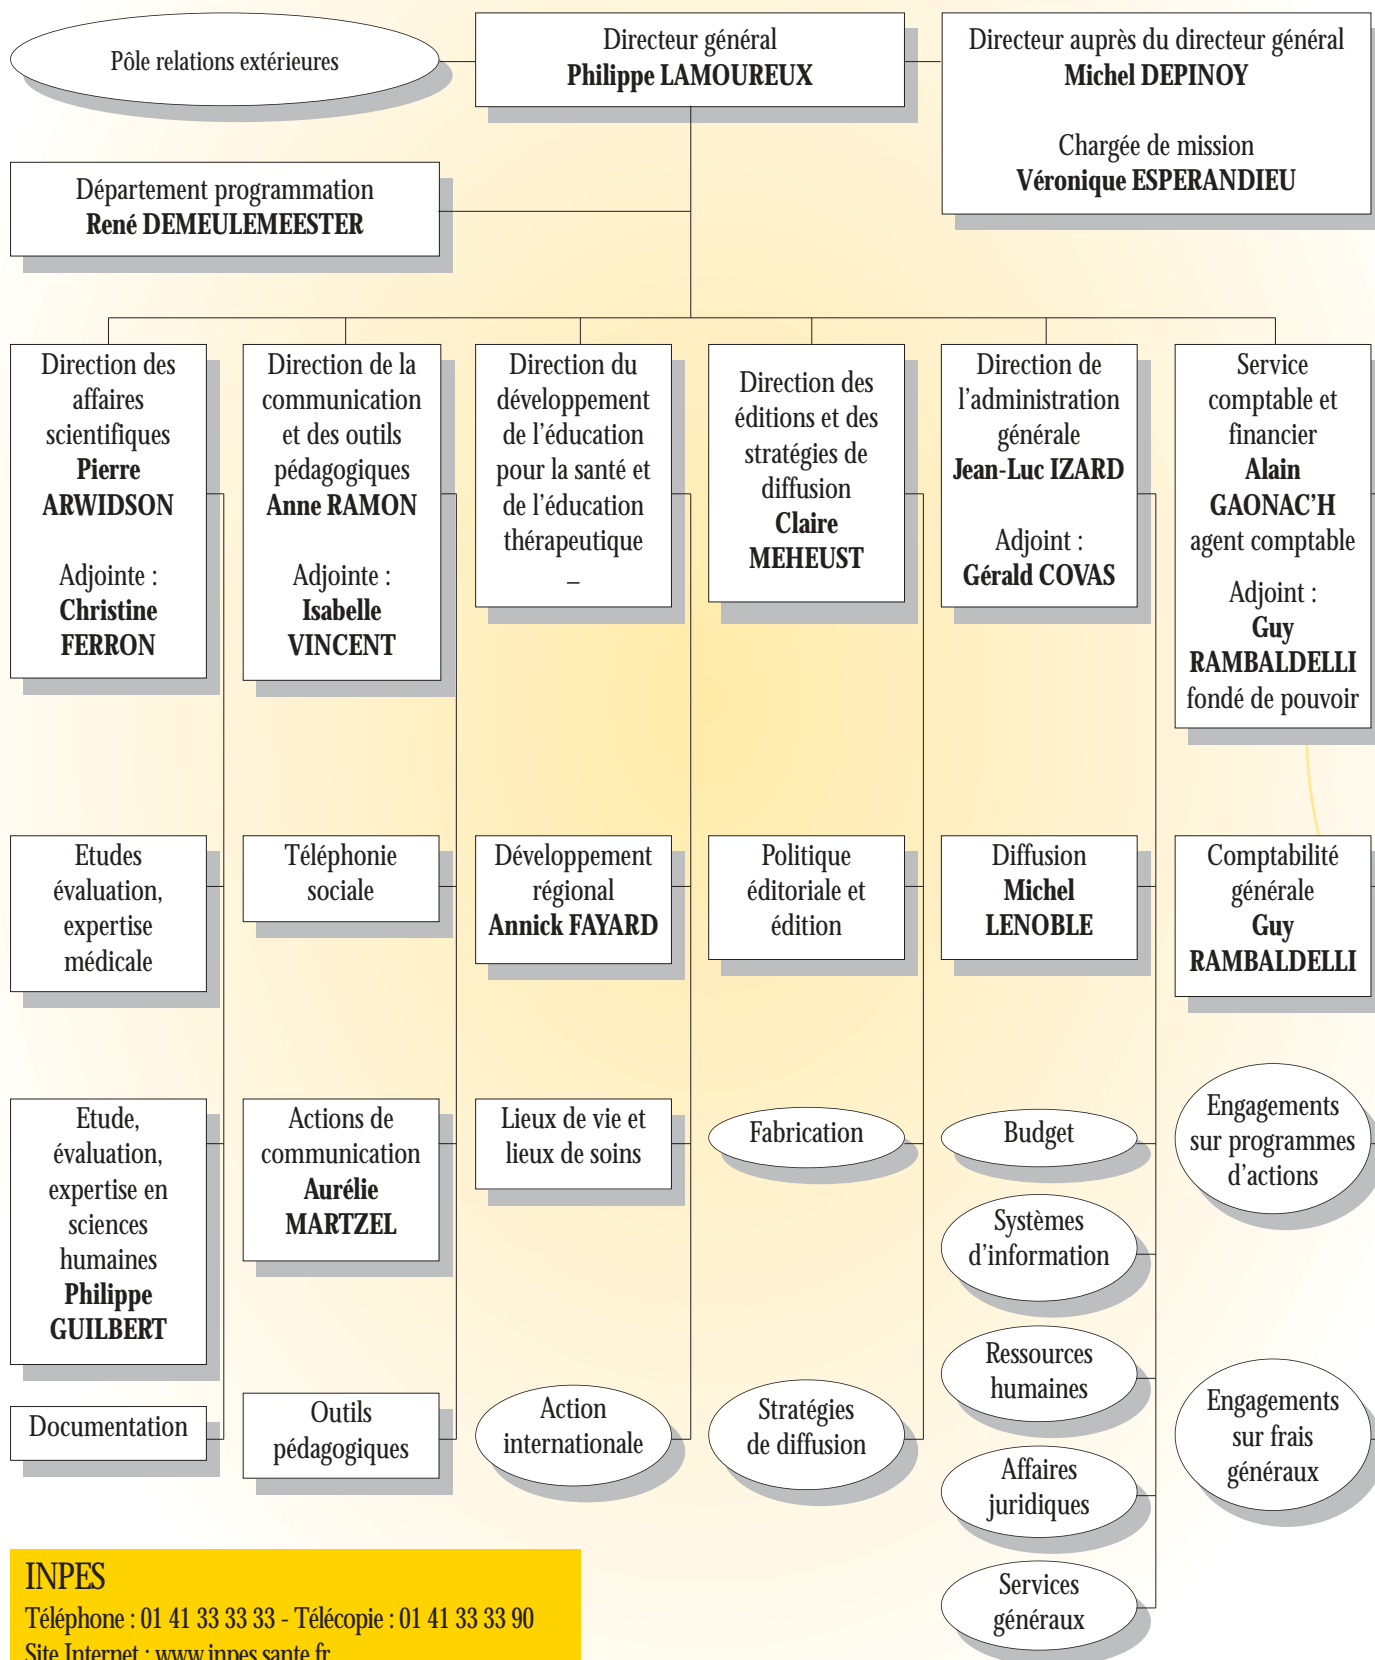 Pôle relations extérieures
Directeur général
Philippe LAMOUREUX
Directeur auprès du directeur général
Michel DEPINOY
Chargée de mission
Véronique ESPERANDIEU
Département programmation
René DEMEULEMEESTER
Direction des
affaires
scientifiques
Pierre
ARWIDSON
Adjointe :
Christine
FERRON
Direction de la
communication
et des outils
pédagogiques
Anne RAMON
Adjointe :
Isabelle
VINCENT
Direction du
développement
de l'éducation
pour la santé et
de l'éducation
thérapeutique
–
Direction des
éditions et des
stratégies de
diffusion
Claire
MEHEUST
Direction de
l'administration
générale
Jean-Luc IZARD
Adjoint :
Gérald COVAS
Service
comptable et
financier
Alain
GAONAC'H
agent comptable
Adjoint :
Guy
RAMBALDELLI
fondé de pouvoir
Etudes
évaluation,
expertise
médicale
Téléphonie
sociale
Développement
régional
Annick FAYARD
Politique
éditoriale et
édition
Diffusion
Michel
LENOBLE
Comptabilité
générale
Guy
RAMBALDELLI
Etude,
évaluation,
expertise en
sciences
humaines
Philippe
GUILBERT
Actions de
communication
Aurélie
MARTZEL
Lieux de vie et
lieux de soins
Fabrication
Budget
Engagements
sur programmes
d'actions
Systèmes
d'information
Ressources
humaines
Documentation
Outils
pédagogiques
Action
internationale
Stratégies
de diffusion
Engagements
sur frais
généraux
Affaires
juridiques
Services
généraux
INPES
Téléphone : 01 41 33 33 33 - Télécopie : 01 41 33 33 90
Site Internet : www.inpes.sante.fr